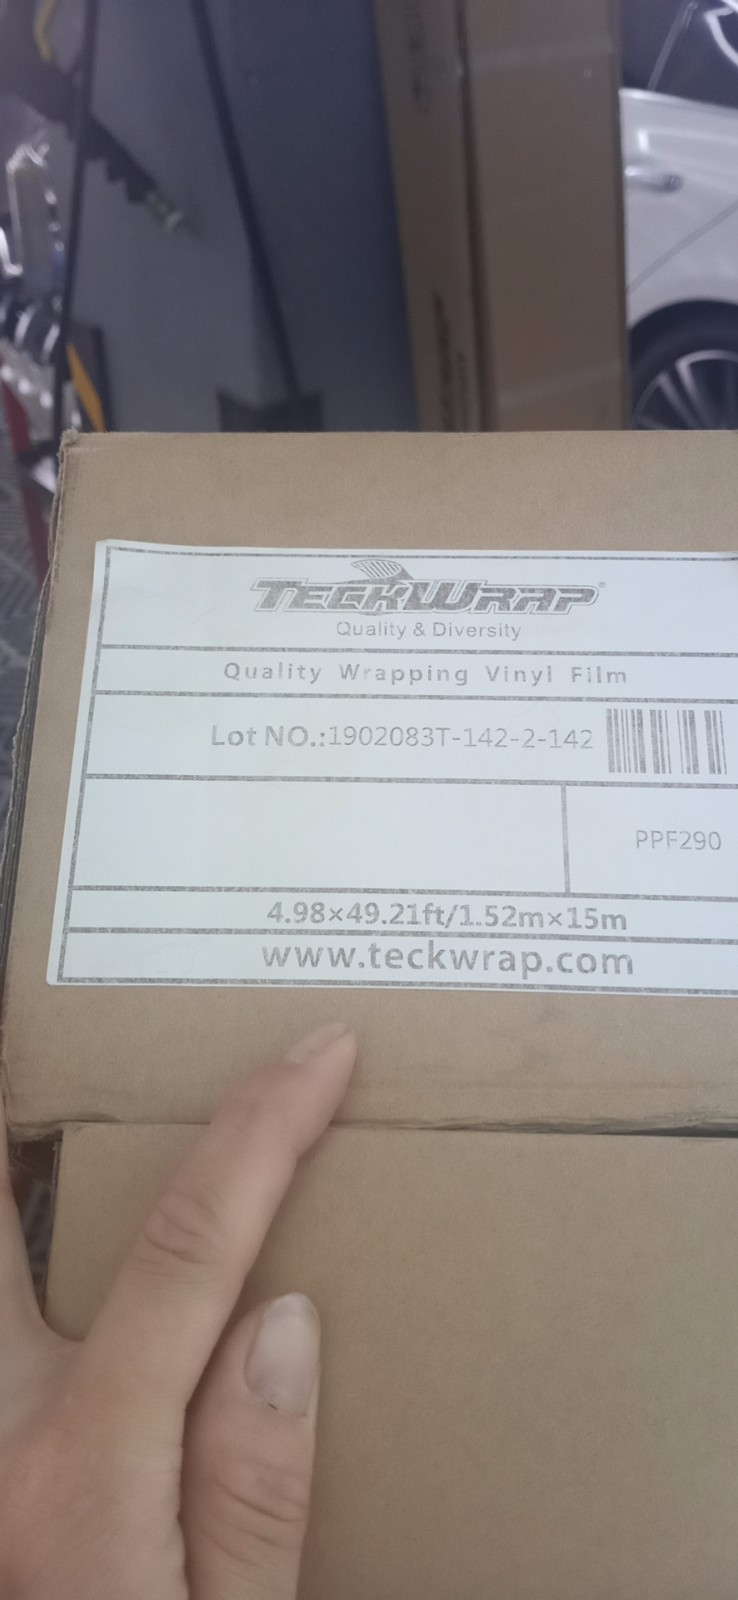 TECKWRAP®
Quality & Diversity
Quality Wrapping Vinyl Film
Lot NO.:1902083T-142-2-142
PPF290
4.98×49.21ft/1.52m×15m
www.teckwrap.com